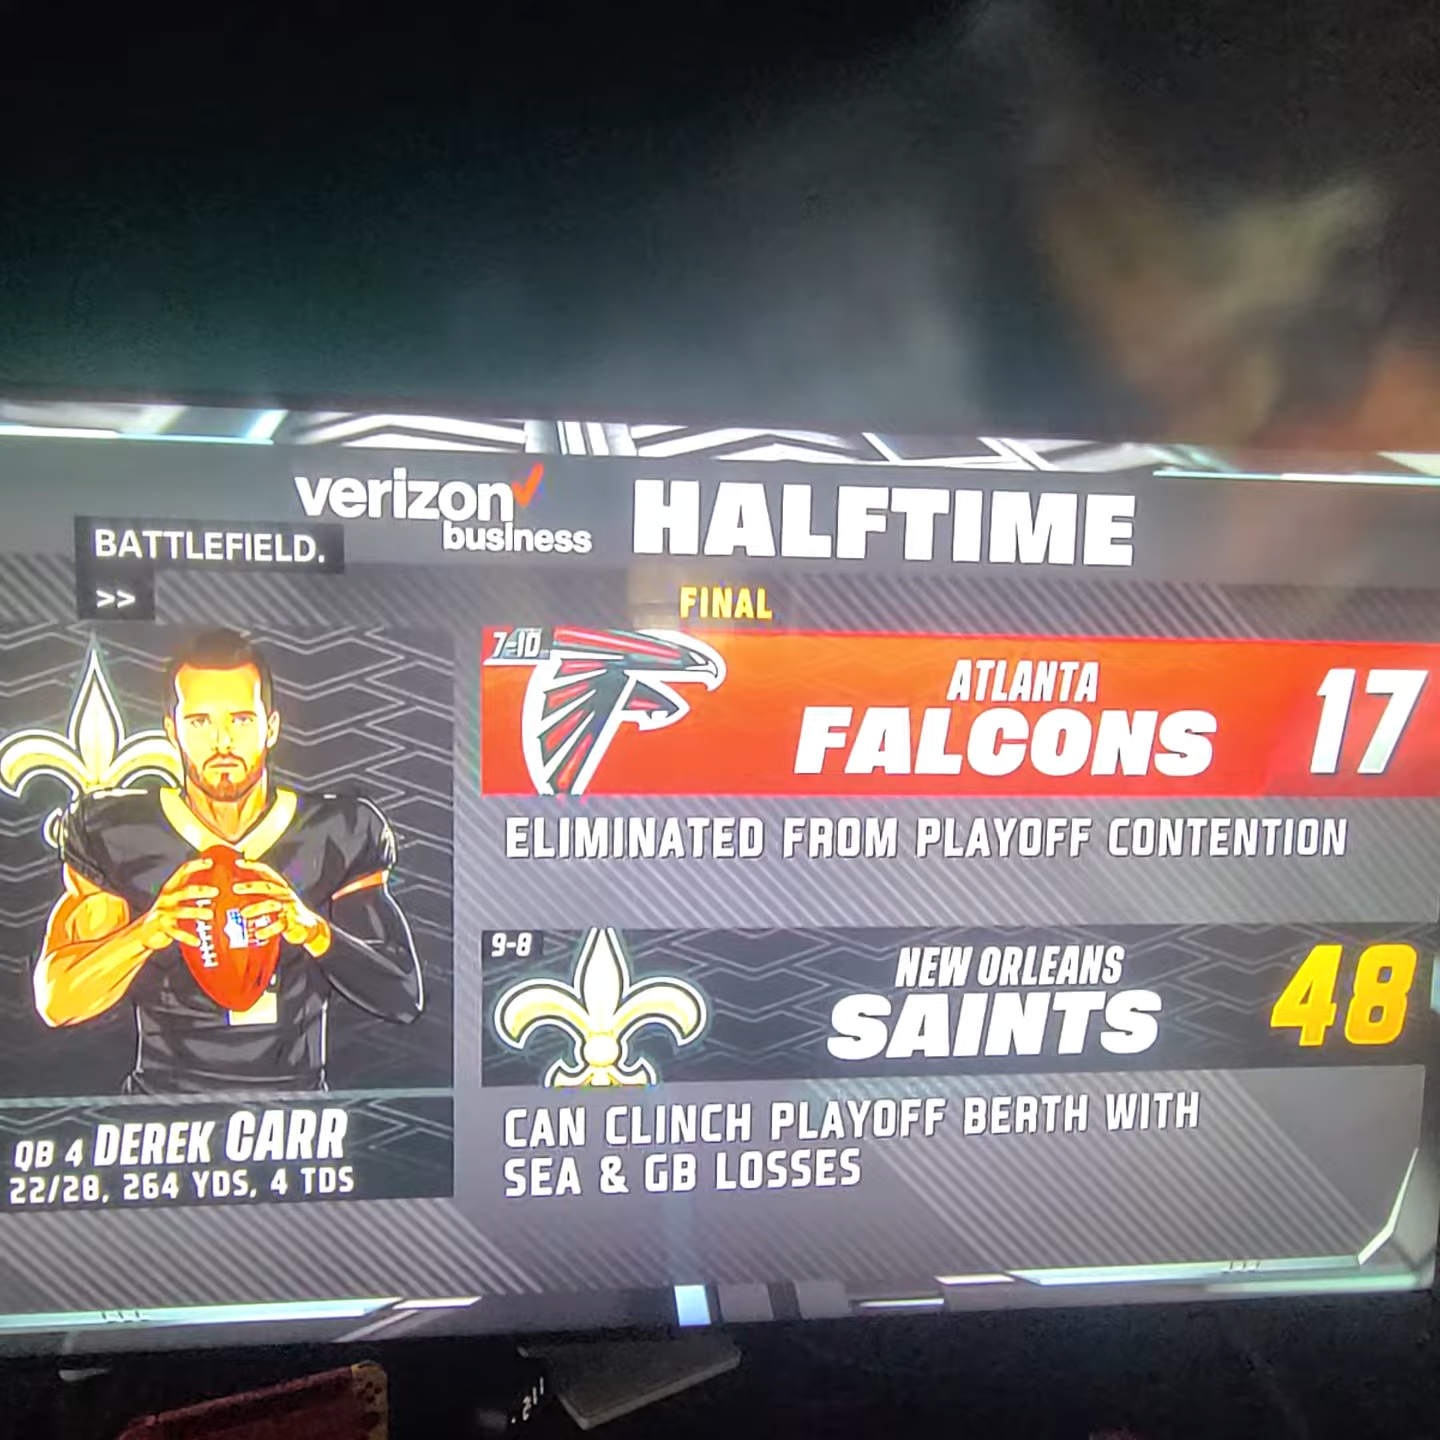 verizon
business
HALFTIME
BATTLEFIELD.
>>
FINAL
7-10
ATLANTA
FALCONS
17
ELIMINATED FROM PLAYOFF CONTENTION
9-8
NEW ORLEANS
SAINTS
48
CAN CLINCH PLAYOFF BERTH WITH
SEA & GB LOSSES
QB 4 DEREK CARR
22/28, 264 YDS, 4 TDS